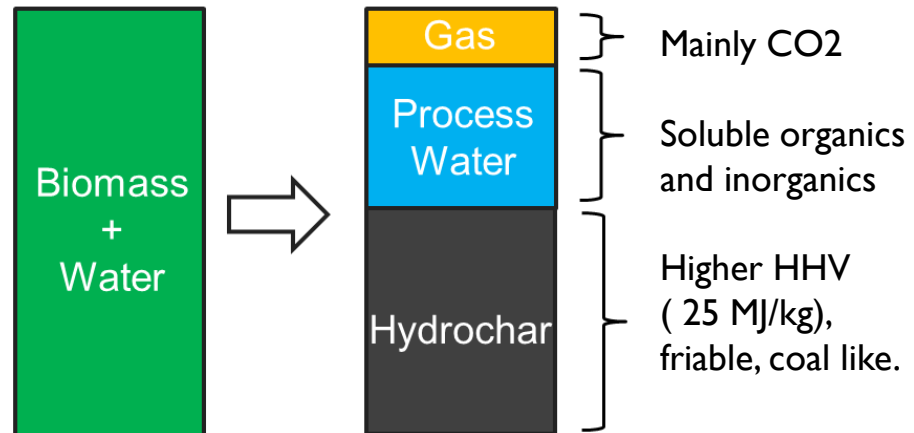 Biomass
+
Water
Gas
Process
Water
Hydrochar
Mainly CO2
Soluble organics
and inorganics
Higher HHV
( 25 MJ/kg),
friable, coal like.